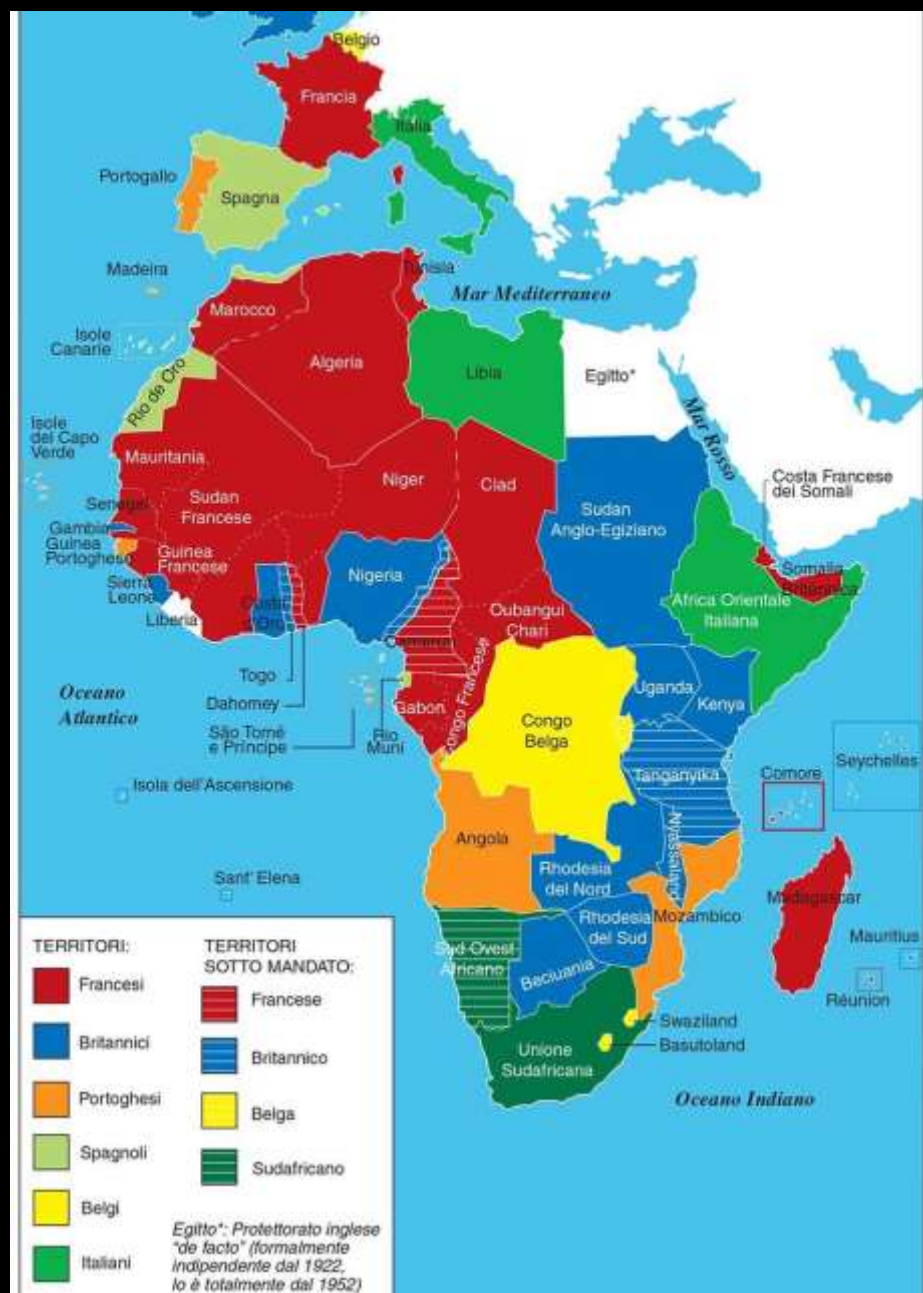 Belgio
Francia
Italia
Portogallo
Spagna
Madeira
Tunisia
Mar Mediterraneo
Marocco
Isole
Canarie
Algeria
Libia
Egitto*
Rio de Oro
Mar Rosso
Isole
del Capo
Verde
Mauritania
Niger
Ciad
Costa Francese
dei Somali
Senegal
Sudan
Francese
Sudan
Anglo-Egiziano
Gambia
Guinea
Portoghese
Guinea
Francese
Nigeria
Somalia
Britannica
Sierra
Leone
Costa
d'Oro
Oubangui
Chari
Africa Orientale
Italiana
Liberia
Camerun
Togo
Congo Francese
Uganda
Oceano
Atlantico
Dahomey
Gabon
Kenya
São Tomé
e Príncipe
Rio
Muni
Congo
Belga
Seychelles
Isola dell'Ascensione
Tanganyika
Comore
Angola
Nyassaland
Sant' Elena
Rhodesia
del Nord
Madagascar
Rhodesia
del Sud
Mozambico
Mauritius
Sud-Ovest
Africano
Beciuania
Réunion
Swaziland
Unione
Sudafricana
Basutoland
Oceano Indiano
TERRITORI:
Francesi
Britannici
Portoghesi
Spagnoli
Belgi
Italiani
TERRITORI
SOTTO MANDATO:
Francese
Britannico
Belga
Sudafricano
Egitto*: Protettorato inglese
"de facto" (formalmente
indipendente dal 1922,
lo è totalmente dal 1952)